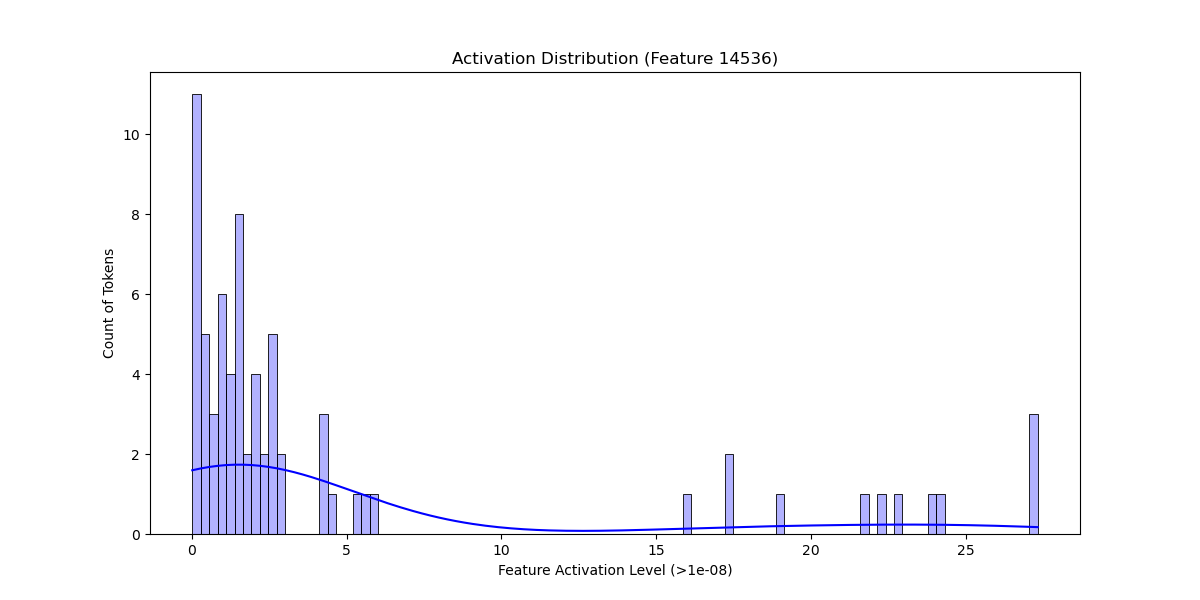 Activation Distribution (Feature 14536)
Count of Tokens
10
8
6
4
2
0
0 5 10 15 20 25
Feature Activation Level (>1e-08)